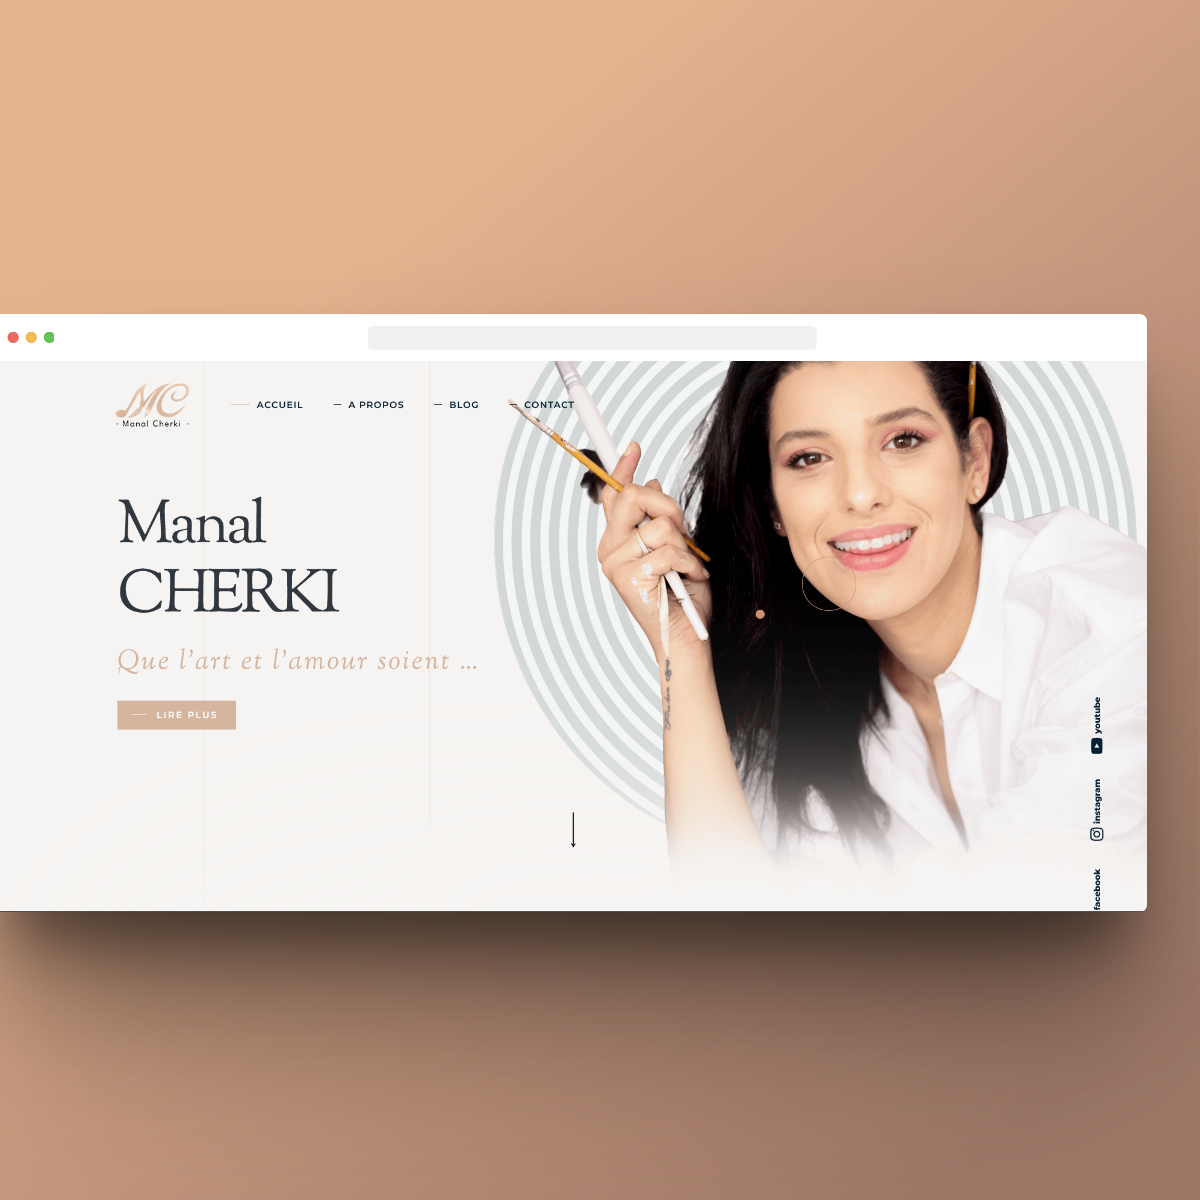 MC
- Manal Cherki -
ACCUEIL
A PROPOS
BLOG
CONTACT
Manal
CHERKI
Que l'art et l'amour soient ...
LIRE PLUS
youtube
instagram
facebook